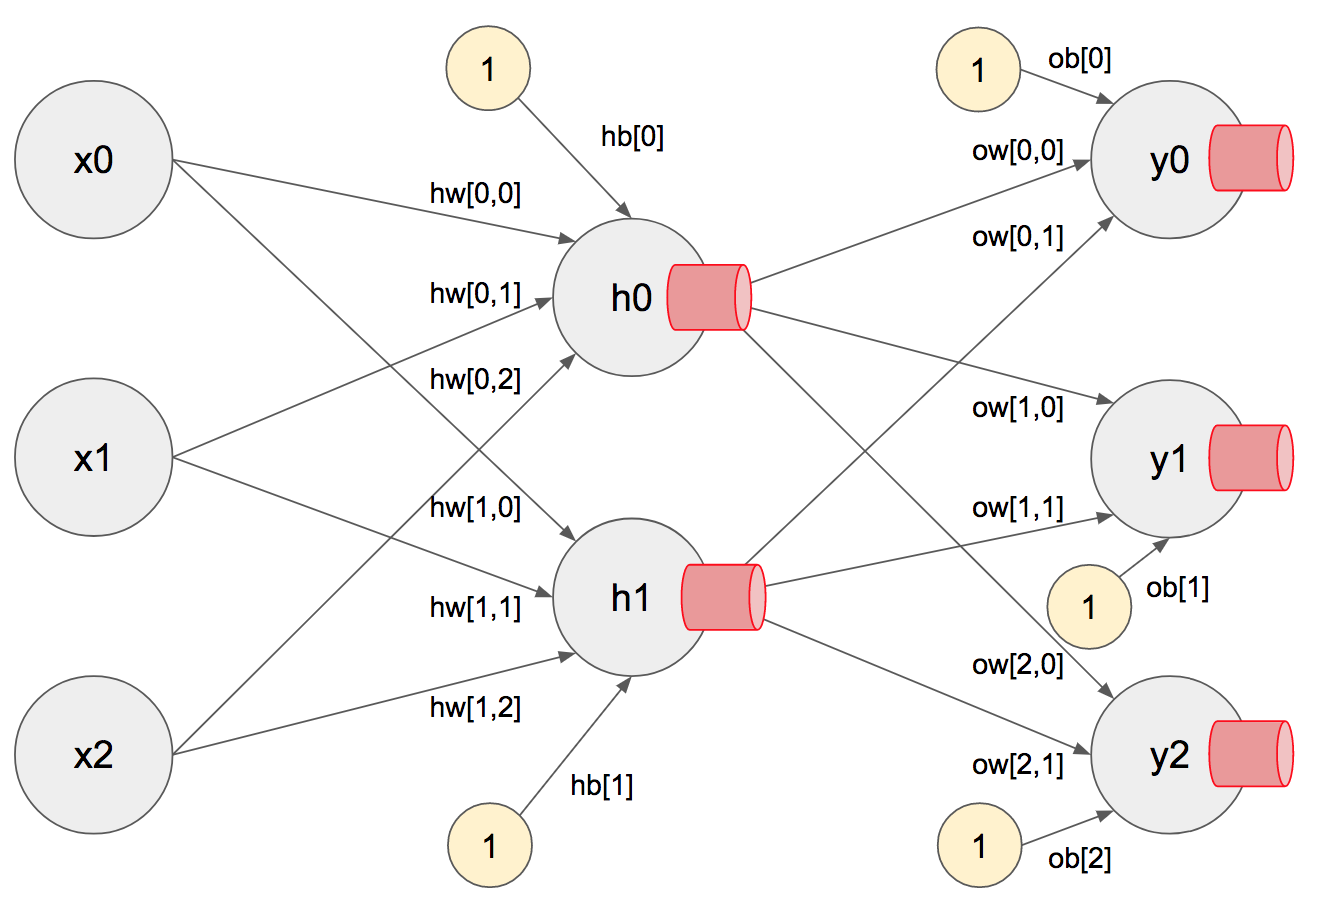 1
1
ob[0]
x0
hb[0]
ow[0,0]
y0
hw[0,0]
ow[0,1]
hw[0,1]
h0
hw[0,2]
ow[1,0]
x1
y1
hw[1,0]
ow[1,1]
hw[1,1]
h1
1
ob[1]
ow[2,0]
hw[1,2]
x2
y2
ow[2,1]
hb[1]
1
1
ob[2]